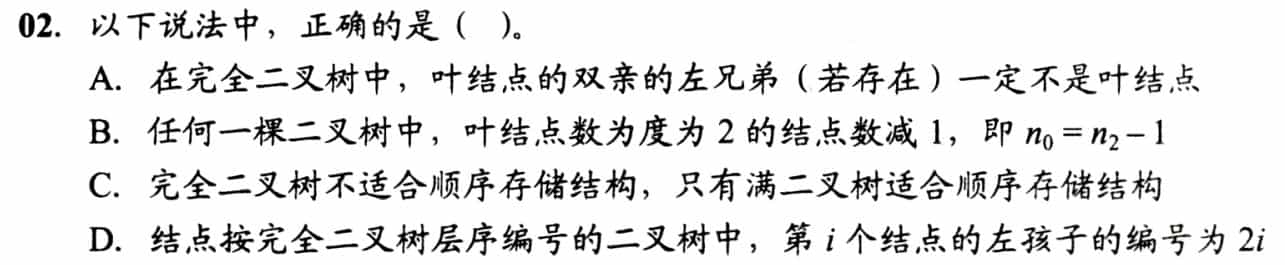 02. 以下说法中，正确的是（ ）。
A. 在完全二叉树中，叶结点的双亲的左兄弟（若存在）一定不是叶结点
B. 任何一棵二叉树中，叶结点数为度为 2 的结点数减 1，即 n₀ = n₂ – 1
C. 完全二叉树不适合顺序存储结构，只有满二叉树适合顺序存储结构
D. 结点按完全二叉树层序编号的二叉树中，第 i 个结点的左孩子的编号为 2i